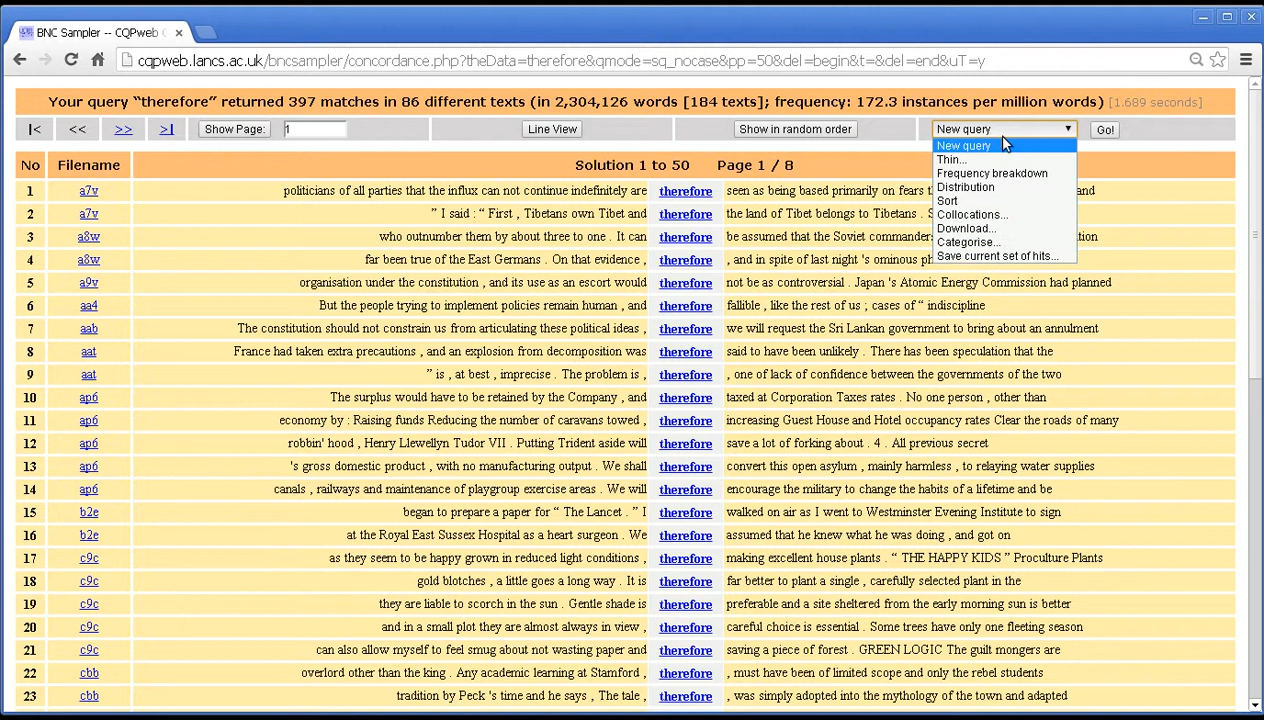 BNC Sampler -- CQPweb C
cqpweb.lancs.ac.uk/bncsampler/concordance.php?theData=therefore&qmode=sq_nocase&pp=50&del=begin&t=&del=end&uT=y
Your query “therefore” returned 397 matches in 86 different texts (in 2,304,126 words [184 texts]; frequency: 172.3 instances per million words) [1.689 seconds]
|< << >> >| Show Page: 1 Line View Show in random order New query Go!
New query
Thin...
Frequency breakdown
Distribution
Sort
Collocations...
Download...
Categorise...
Save current set of hits...
No Filename Solution 1 to 50 Page 1 / 8
1 a7v politicians of all parties that the influx can not continue indefinitely are therefore seen as being based primarily on fears and
2 a7v ” I said : “ First , Tibetans own Tibet and therefore the land of Tibet belongs to Tibetans .
3 a8w who outnumber them by about three to one . It can therefore be assumed that the Soviet commanders ation
4 a8w far been true of the East Germans . On that evidence , therefore , and in spite of last night 's ominous
5 a9v organisation under the constitution , and its use as an escort would therefore not be as controversial . Japan 's Atomic Energy Commission had planned
6 aa4 But the people trying to implement policies remain human , and therefore fallible , like the rest of us ; cases of “ indiscipline
7 aab The constitution should not constrain us from articulating these political ideas , therefore we will request the Sri Lankan government to bring about an annulment
8 aat France had taken extra precautions , and an explosion from decomposition was therefore said to have been unlikely . There has been speculation that the
9 aat ” is , at best , imprecise . The problem is , therefore , one of lack of confidence between the governments of the two
10 ap6 The surplus would have to be retained by the Company , and therefore taxed at Corporation Taxes rates . No one person , other than
11 ap6 economy by : Raising funds Reducing the number of caravans towed , therefore increasing Guest House and Hotel occupancy rates Clear the roads of many
12 ap6 robbin' hood , Henry Llewellyn Tudor VII . Putting Trident aside will therefore save a lot of forking about . 4 . All previous secret
13 ap6 's gross domestic product , with no manufacturing output . We shall therefore convert this open asylum , mainly harmless , to relaying water supplies
14 ap6 canals , railways and maintenance of playgroup exercise areas . We will therefore encourage the military to change the habits of a lifetime and be
15 b2e began to prepare a paper for “ The Lancet . ” I therefore walked on air as I went to Westminster Evening Institute to sign
16 b2e at the Royal East Sussex Hospital as a heart surgeon . We therefore assumed that he knew what he was doing , and got on
17 c9c as they seem to be happy grown in reduced light conditions , therefore making excellent house plants . “ THE HAPPY KIDS ” Proculture Plants
18 c9c gold blotches , a little goes a long way . It is therefore far better to plant a single , carefully selected plant in the
19 c9c they are liable to scorch in the sun . Gentle shade is therefore preferable and a site sheltered from the early morning sun is better
20 c9c and in a small plot they are almost always in view , therefore careful choice is essential . Some trees have only one fleeting season
21 c9c can also allow myself to feel smug about not wasting paper and therefore saving a piece of forest . GREEN LOGIC The guilt mongers are
22 cbb overlord other than the king . Any academic learning at Stamford , therefore , must have been of limited scope and only the rebel students
23 cbb tradition by Peck 's time and he says , The tale , therefore , was simply adopted into the mythology of the town and adapted